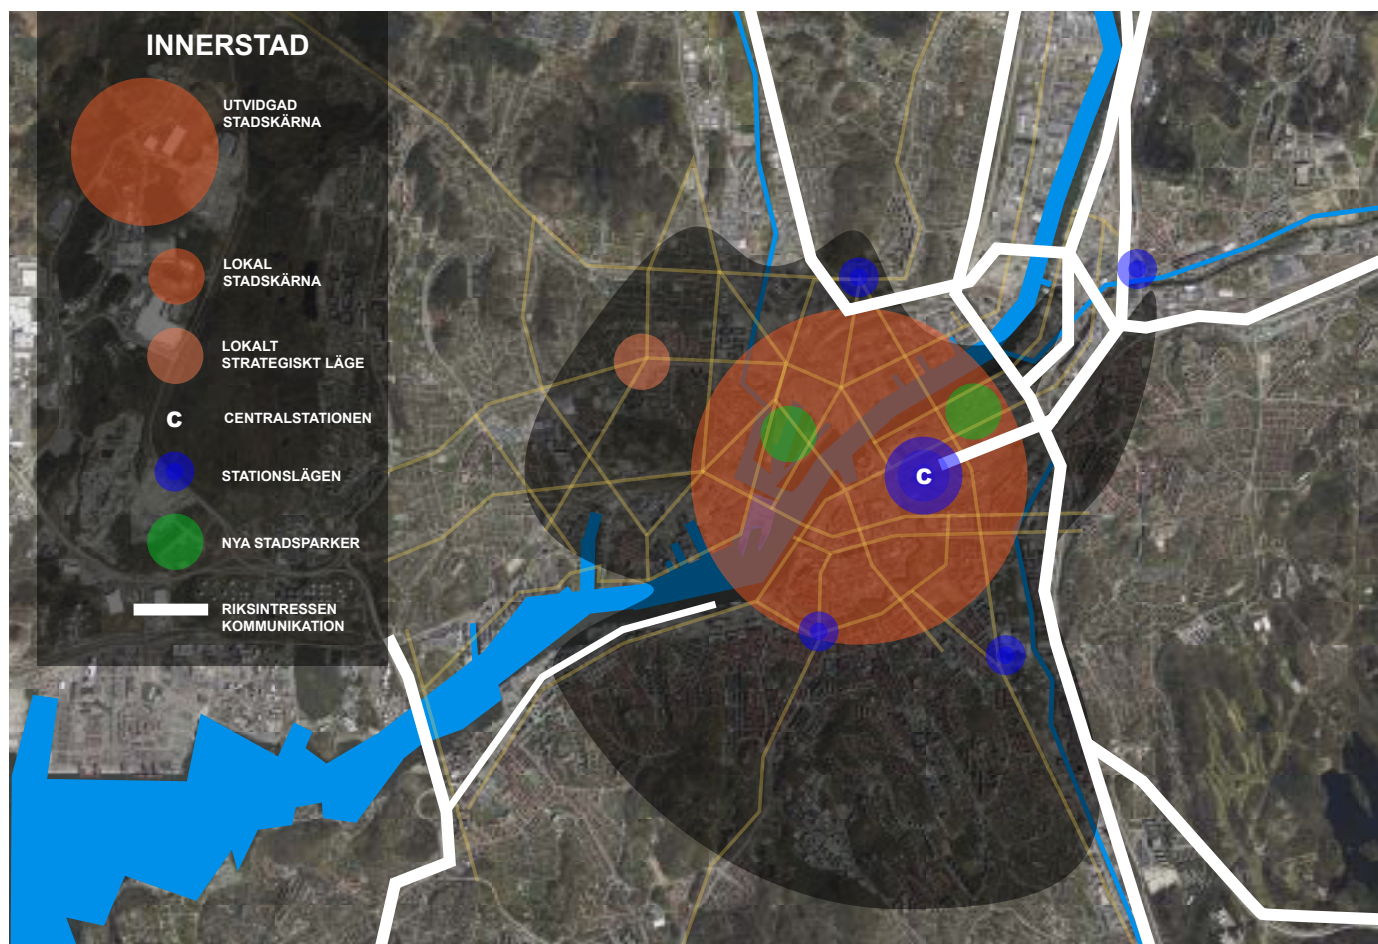 INNERSTAD
UTVIDGAD
STADSKÄRNA
LOKAL
STADSKÄRNA
LOKALT
STRATEGISKT LÄGE
C
CENTRALSTATIONEN
STATIONSLÄGEN
NYA STADSPARKER
RIKSINTRESSEN
KOMMUNIKATION
C